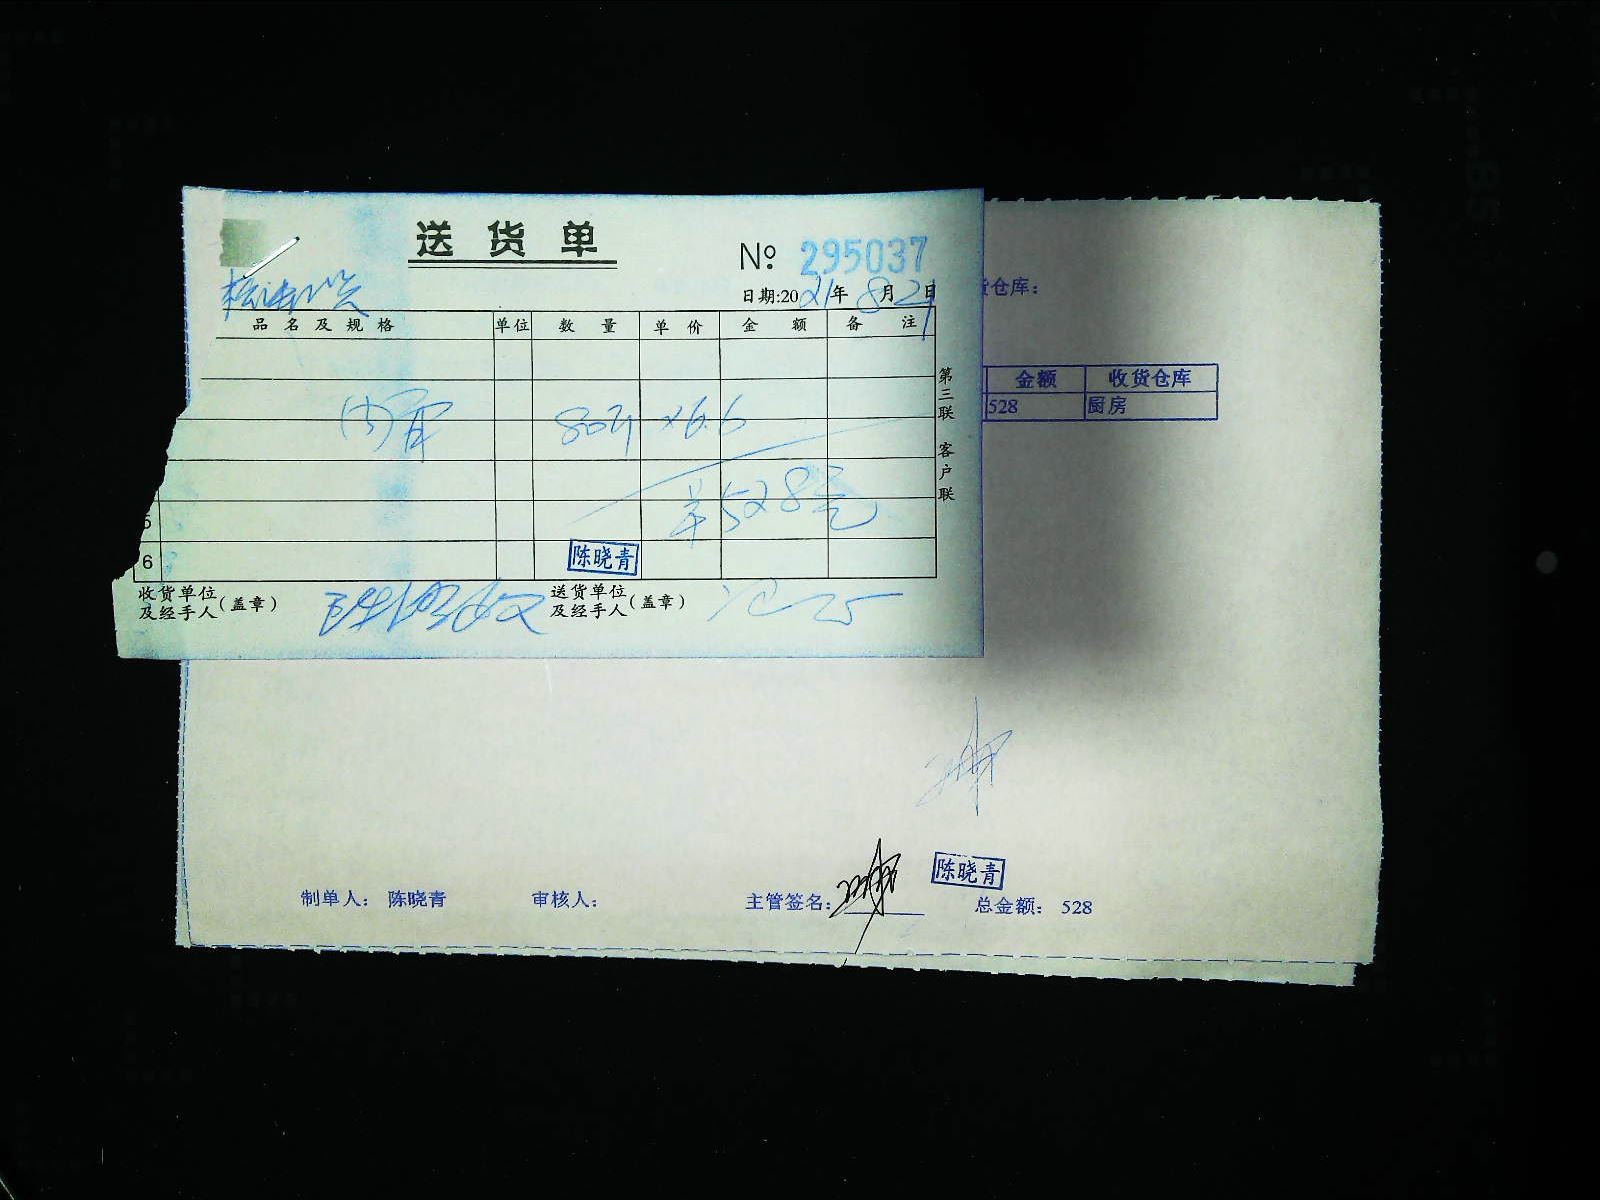 送货单
№ 295037
日期:2021年8月21日
品名及规格 单位 数量 单价 金额 备注
80斤 x6.6
528元
5
6
陈晓青
收货单位及经手人(盖章) 送货单位及经手人(盖章)
第三联 客户联
货仓库：
金额 收货仓库
528 厨房
陈晓青
制单人： 陈晓青 审核人： 主管签名： 总金额： 528